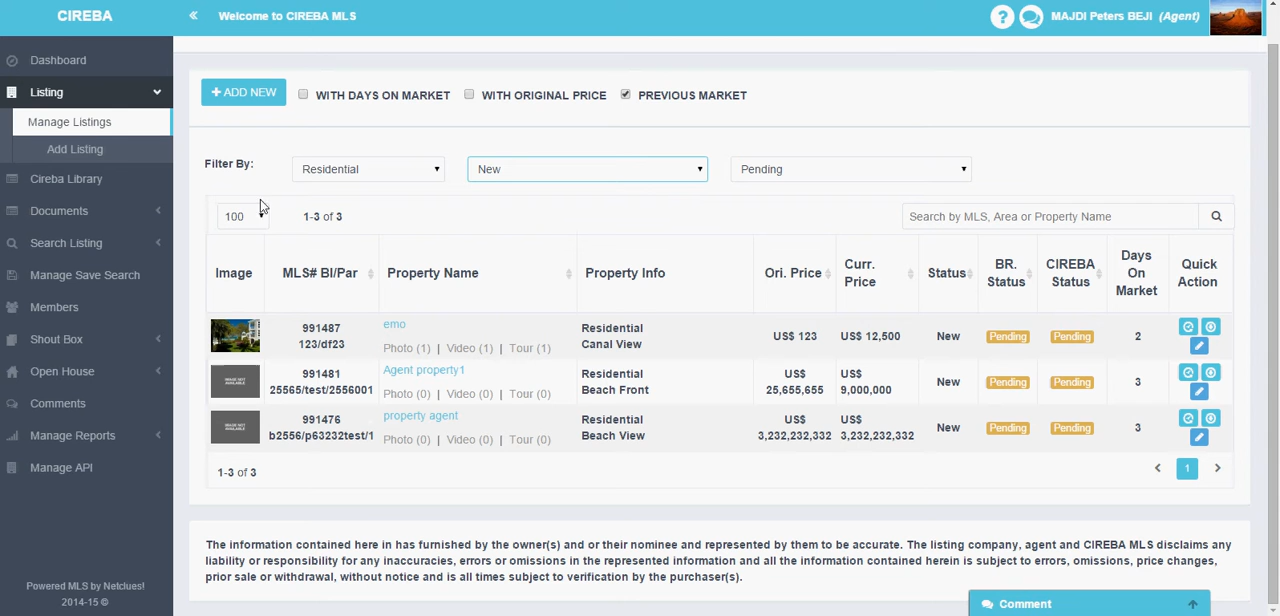 CIREBA
Welcome to CIREBA MLS
MAJDI Peters BEJI (Agent)
Dashboard
Listing
Manage Listings
Add Listing
Cireba Library
Documents
Search Listing
Manage Save Search
Members
Shout Box
Open House
Comments
Manage Reports
Manage API
Powered MLS by Netclues!
2014-15 ©
+ ADD NEW
WITH DAYS ON MARKET
WITH ORIGINAL PRICE
PREVIOUS MARKET
Filter By:
Residential
New
Pending
100
1-3 of 3
Search by MLS, Area or Property Name
Image
MLS# Bl/Par
Property Name
Property Info
Ori. Price
Curr. Price
Status
BR. Status
CIREBA Status
Days On Market
Quick Action
991487
123/df23
emo
Photo (1) | Video (1) | Tour (1)
Residential
Canal View
US$ 123
US$ 12,500
New
Pending
Pending
2
IMAGE NOT AVAILABLE
991481
25565/test/2556001
Agent property1
Photo (0) | Video (0) | Tour (0)
Residential
Beach Front
US$ 25,655,655
US$ 9,000,000
New
Pending
Pending
3
IMAGE NOT AVAILABLE
991476
b2556/p63232test/1
property agent
Photo (0) | Video (0) | Tour (0)
Residential
Beach View
US$ 3,232,232,332
US$ 3,232,232,332
New
Pending
Pending
3
1-3 of 3
1
The information contained here in has furnished by the owner(s) and or their nominee and represented by them to be accurate. The listing company, agent and CIREBA MLS disclaims any
liability or responsibility for any inaccuracies, errors or omissions in the represented information and all the information contained herein is subject to errors, omissions, price changes,
prior sale or withdrawal, without notice and is all times subject to verification by the purchaser(s).
Comment